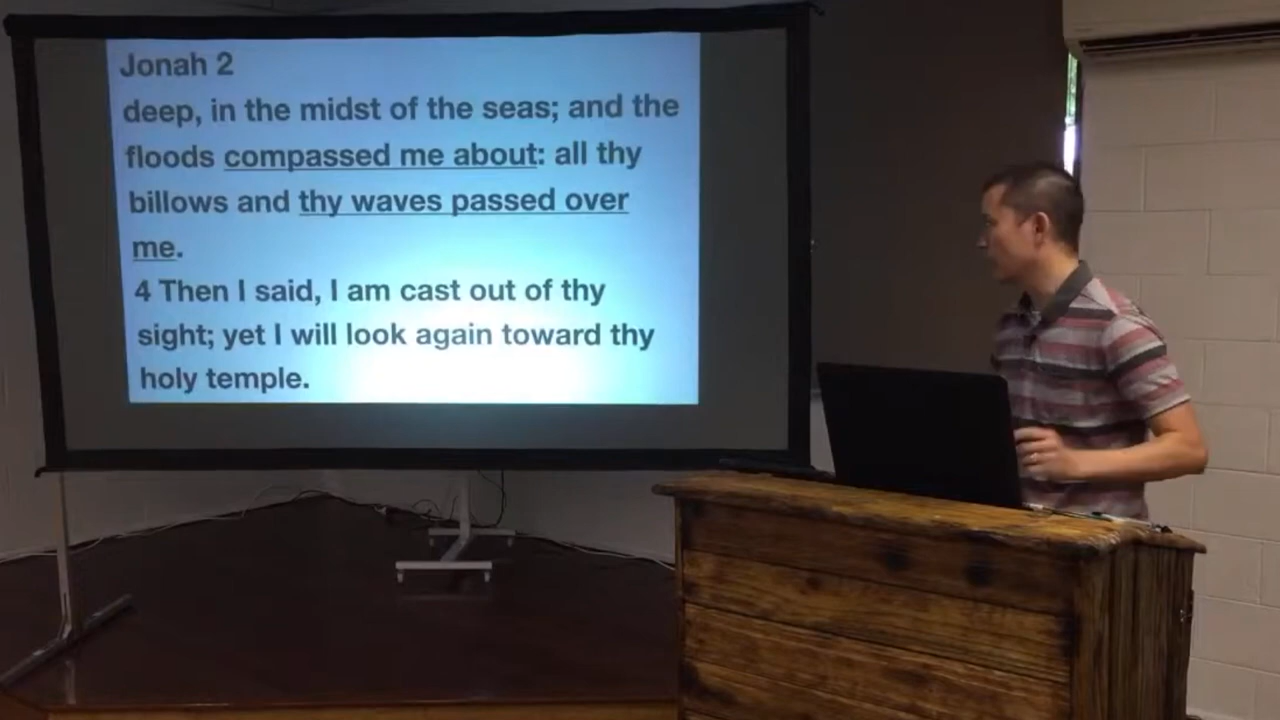 Jonah 2
deep, in the midst of the seas; and the
floods compassed me about: all thy
billows and thy waves passed over
me.
4 Then I said, I am cast out of thy
sight; yet I will look again toward thy
holy temple.